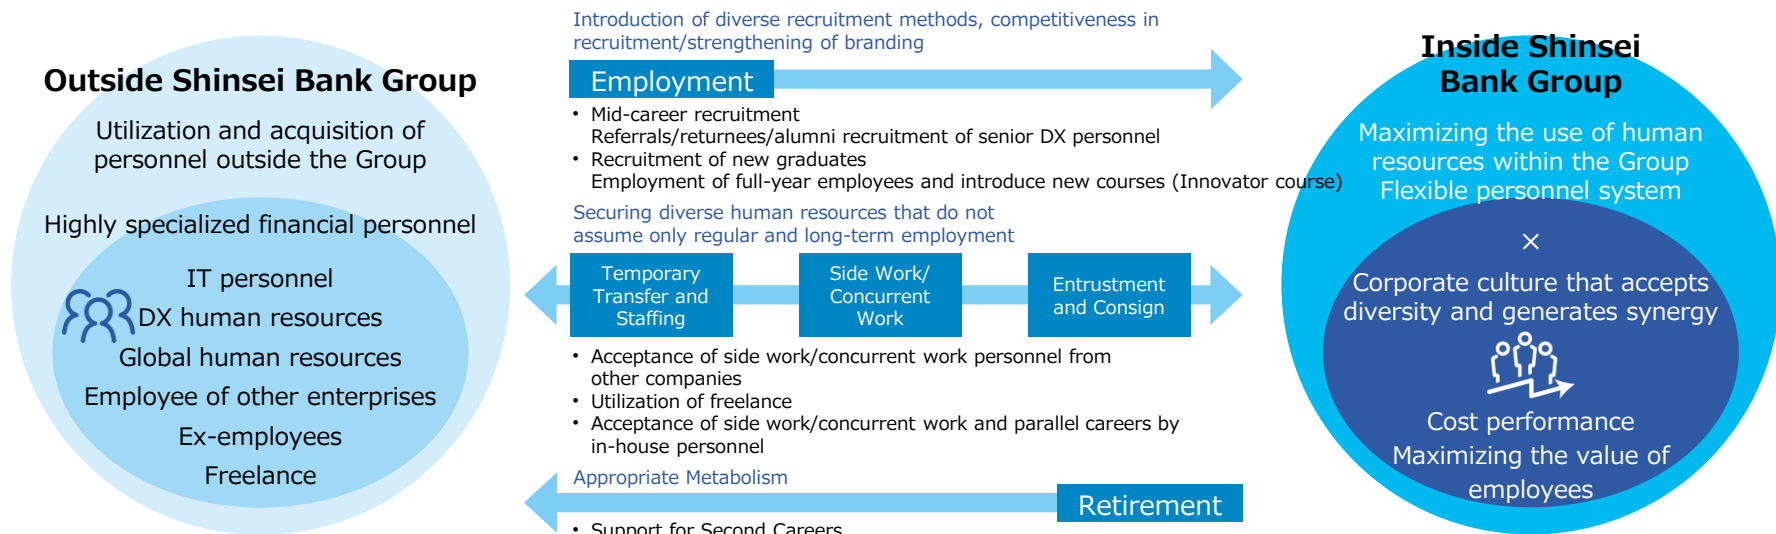 Outside Shinsei Bank Group
Utilization and acquisition of
personnel outside the Group
Highly specialized financial personnel
IT personnel
DX human resources
Global human resources
Employee of other enterprises
Ex-employees
Freelance
Introduction of diverse recruitment methods, competitiveness in
recruitment/strengthening of branding
Employment
• Mid-career recruitment
Referrals/returnees/alumni recruitment of senior DX personnel
• Recruitment of new graduates
Employment of full-year employees and introduce new courses (Innovator course)
Securing diverse human resources that do not
assume only regular and long-term employment
Temporary
Transfer and
Staffing
Side Work/
Concurrent
Work
Entrustment
and Consign
• Acceptance of side work/concurrent work personnel from
other companies
• Utilization of freelance
• Acceptance of side work/concurrent work and parallel careers by
in-house personnel
Appropriate Metabolism
Retirement
• Support for Second Careers
Inside Shinsei
Bank Group
Maximizing the use of human
resources within the Group
Flexible personnel system
×
Corporate culture that accepts
diversity and generates synergy
Cost performance
Maximizing the value of
employees